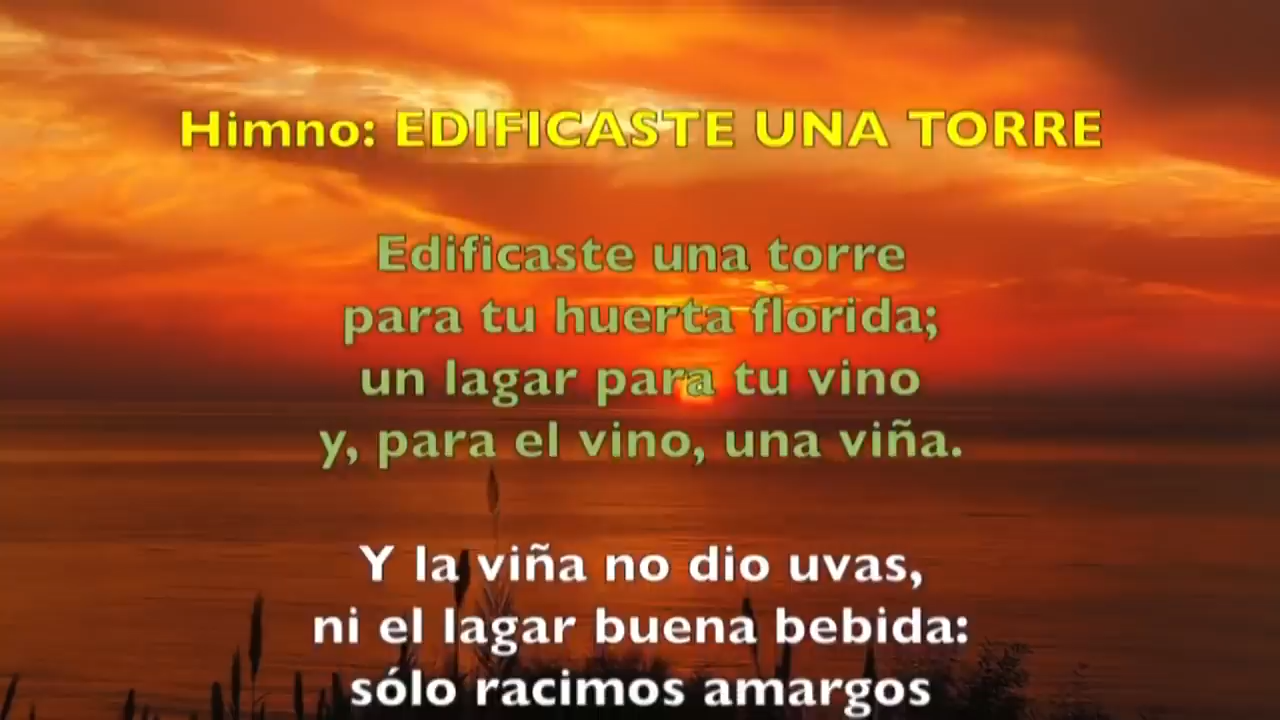 Himno: EDIFICASTE UNA TORRE
Edificaste una torre
para tu huerta florida;
un lagar para tu vino
y, para el vino, una viña.
Y la viña no dio uvas,
ni el lagar buena bebida:
sólo racimos amargos